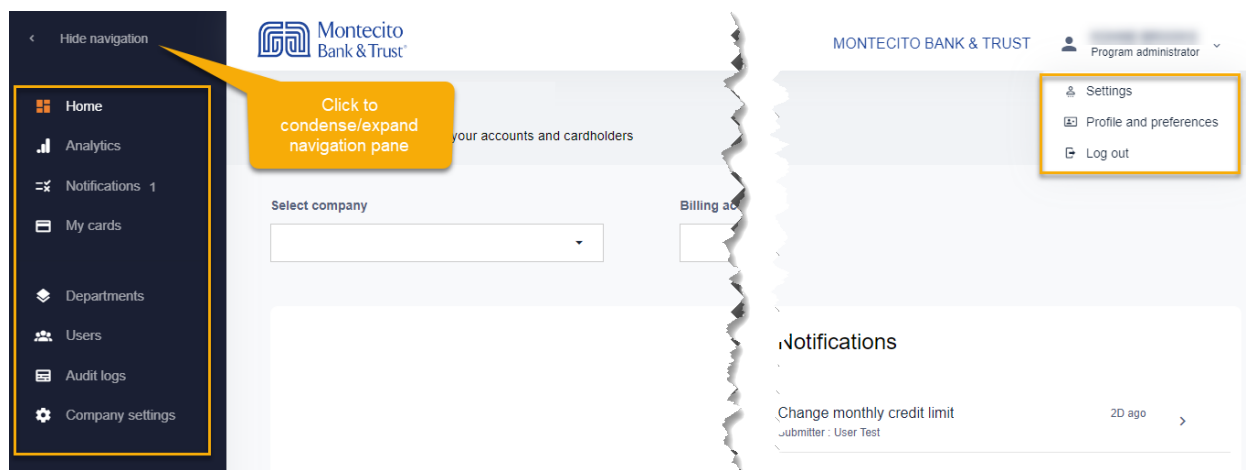 Hide navigation
Home
Analytics
Notifications 1
My cards
Departments
Users
Audit logs
Company settings
Click to
condense/expand
navigation pane
Montecito
Bank & Trust
your accounts and cardholders
Select company
Billing
MONTECITO BANK & TRUST
Program administrator
Settings
Profile and preferences
Log out
Notifications
Change monthly credit limit
2D ago
Submitter : User Test